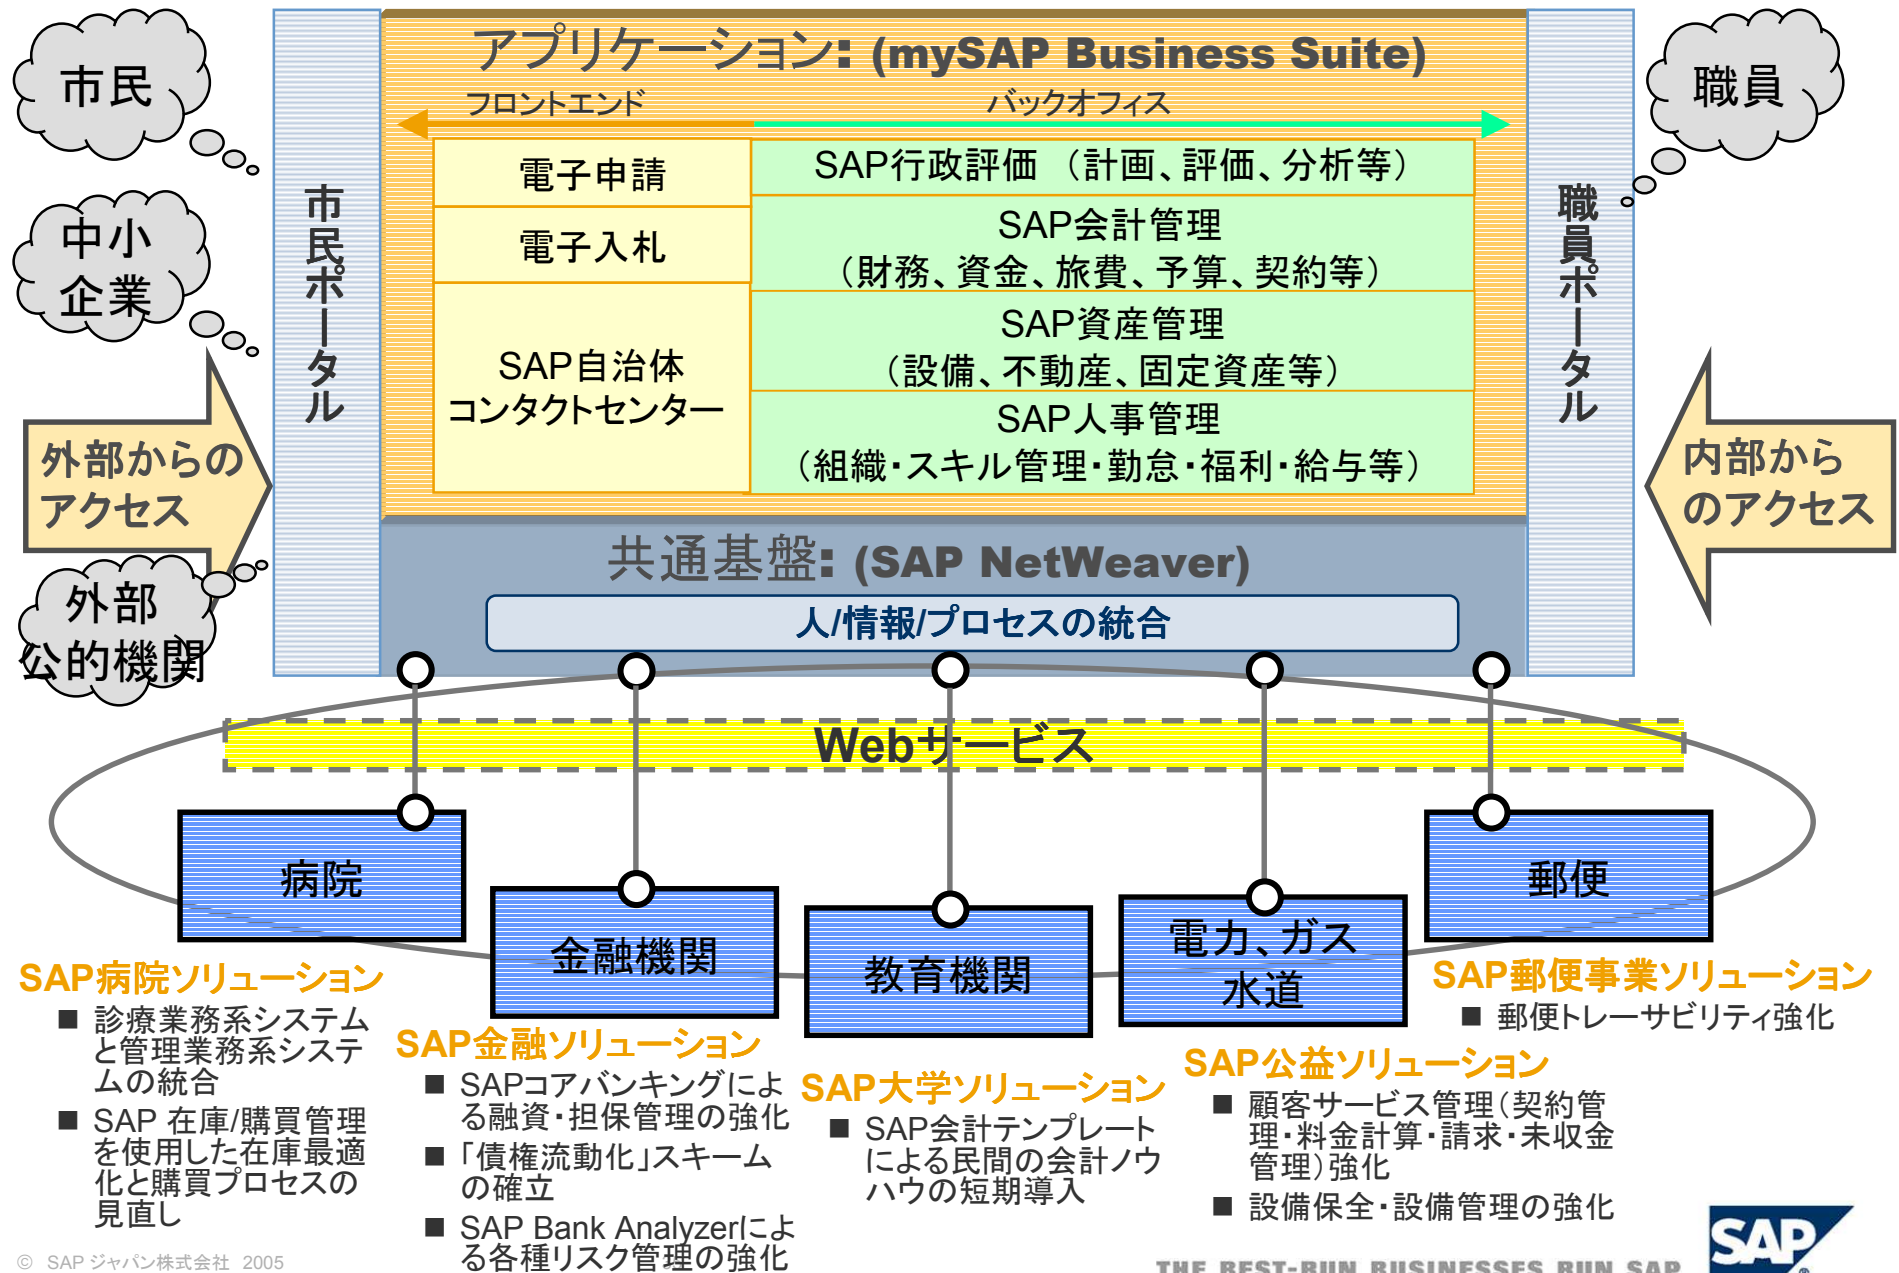 アプリケーション: (mySAP Business Suite)
フロントエンド
バックオフィス
市民
中小
企業
外部からの
アクセス
外部
公的機関
市民ポータル
電子申請
電子入札
SAP自治体
コンタクトセンター
SAP行政評価 （計画、評価、分析等）
SAP会計管理
（財務、資金、旅費、予算、契約等）
SAP資産管理
（設備、不動産、固定資産等）
SAP人事管理
（組織・スキル管理・勤怠・福利・給与等）
職員ポータル
職員
内部から
のアクセス
共通基盤: (SAP NetWeaver)
人/情報/プロセスの統合
Webサービス
病院
金融機関
教育機関
電力、ガス
水道
郵便
SAP病院ソリューション
■ 診療業務系システム
と管理業務系システ
ムの統合
■ SAP 在庫/購買管理
を使用した在庫最適
化と購買プロセスの
見直し
SAP金融ソリューション
■ SAPコアバンキングによ
る融資・担保管理の強化
■ 「債権流動化」スキーム
の確立
■ SAP Bank Analyzerによ
る各種リスク管理の強化
SAP大学ソリューション
■ SAP会計テンプレート
による民間の会計ノウ
ハウの短期導入
SAP公益ソリューション
■ 顧客サービス管理（契約管
理・料金計算・請求・未収金
管理）強化
■ 設備保全・設備管理の強化
SAP郵便事業ソリューション
■ 郵便トレーサビリティ強化
© SAP ジャパン株式会社 2005
THE BEST-RUN BUSINESSES RUN SAP
SAP